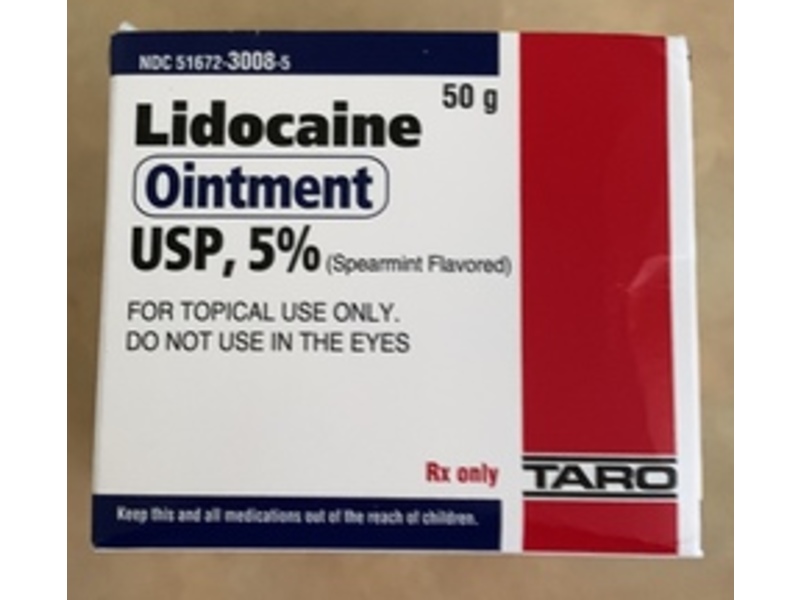 NDC 51672-3008-5
50 g
Lidocaine
Ointment
USP, 5% (Spearmint Flavored)
FOR TOPICAL USE ONLY.
DO NOT USE IN THE EYES
Rx only
TARO
Keep this and all medications out of the reach of children.